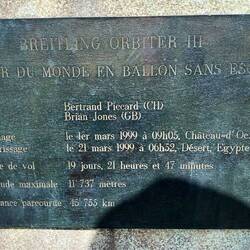 BREITLING ORBITER III
R DU MONDE EN BALLON SANS ES
Bertrand Piccard (CH)
Brian Jones (GB)
le 1er mars 1999 à 09h05, Château-d'Oe
rissage le 21 mars 1999 à 06h52, Désert, Egypte
de vol 19 jours, 21 heures et 47 minutes
ude maximale 11 737 mètres
ance parcourue 45 755 km